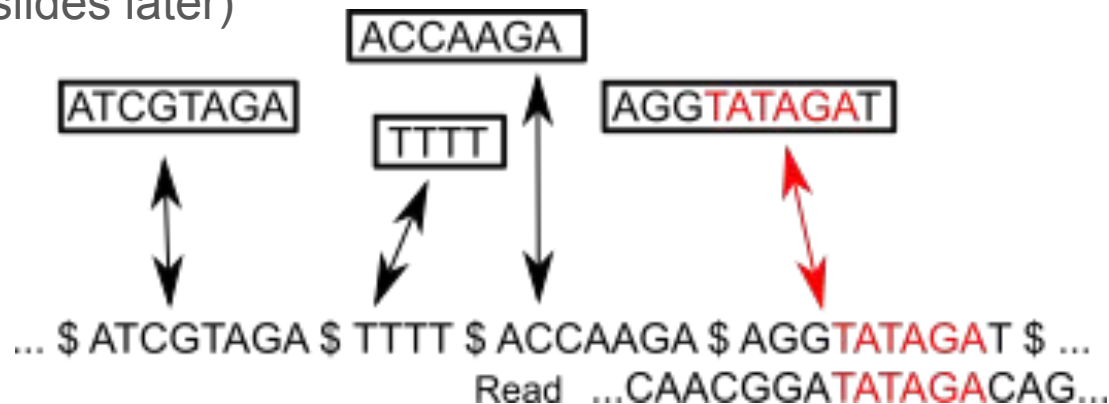 slides later)
ACCAAGA
ATCGTAGA
AGGTATAGAT
TTTT
... $ ATCGTAGA $ TTTT $ ACCAAGA $ AGGTATAGAT $ ...
Read ...CAACGGATATAGACAG...